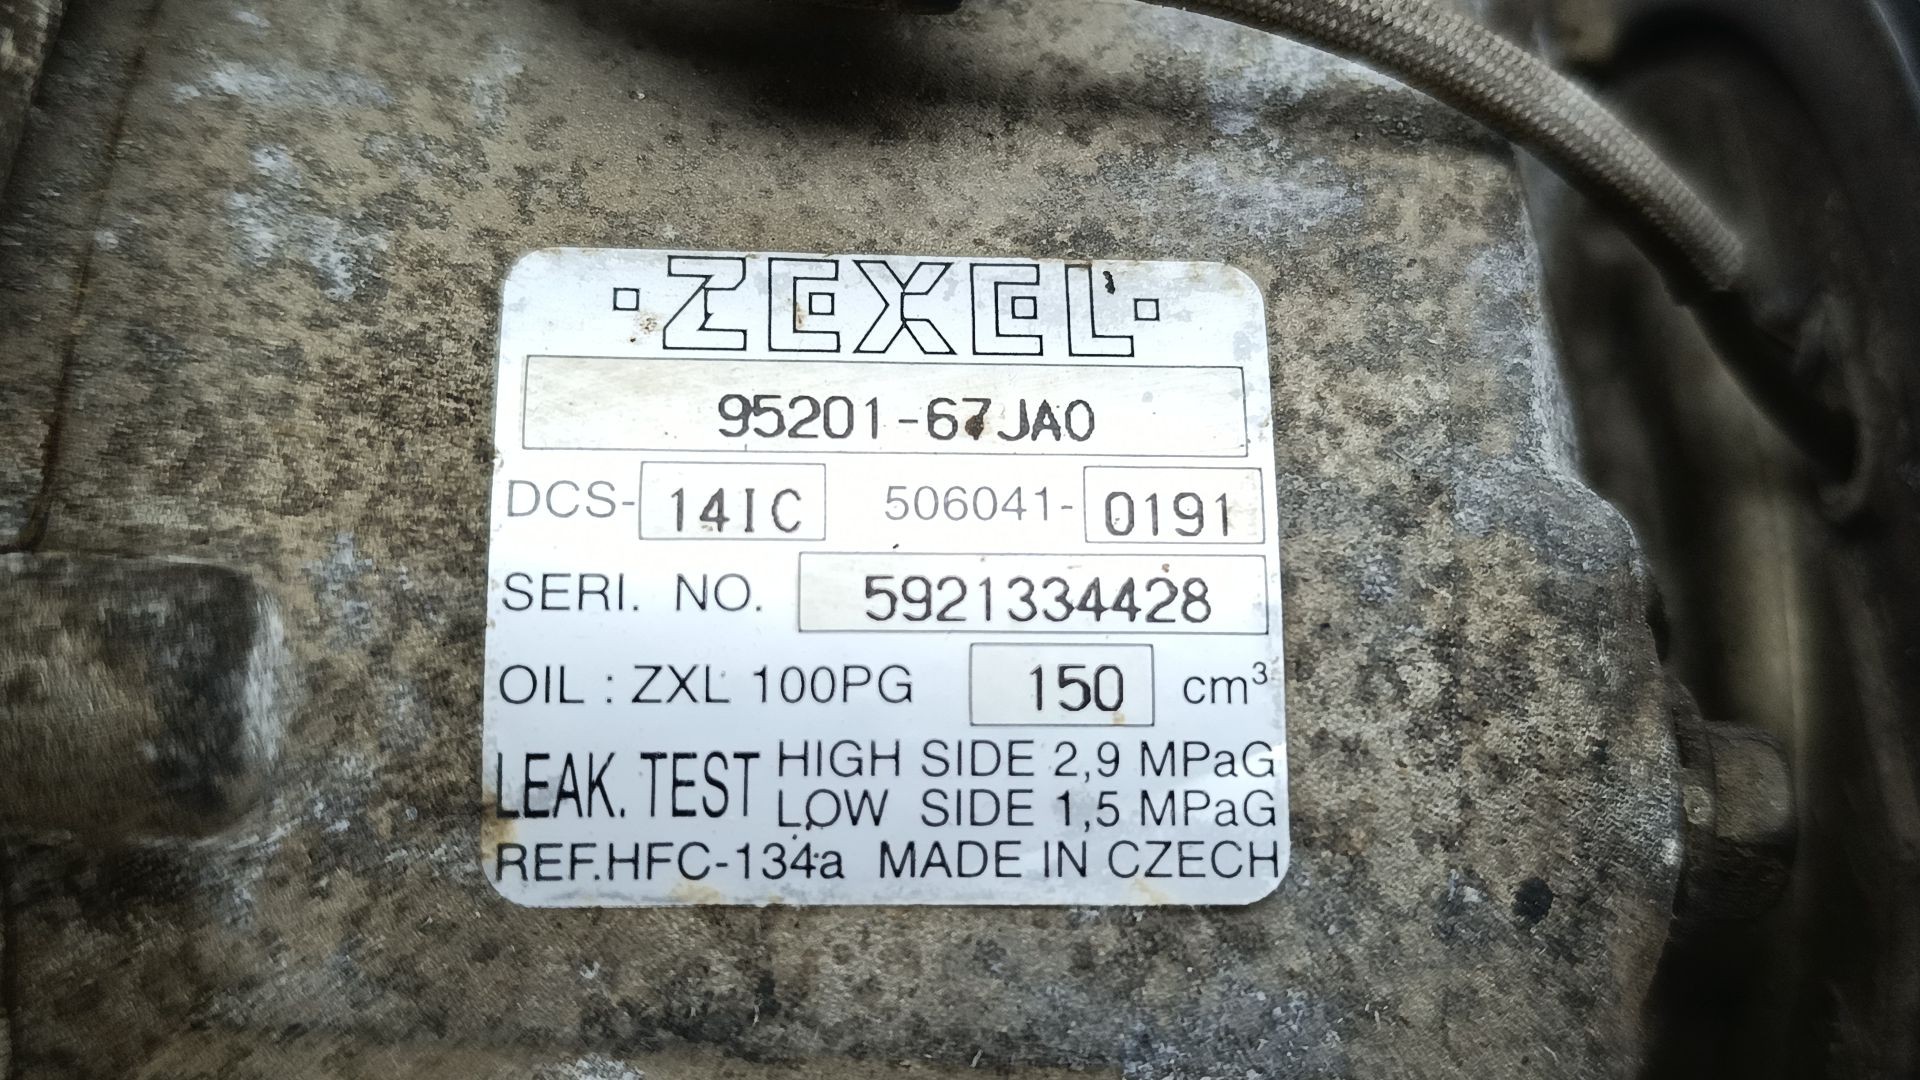 ZEXEL
95201-67JA0
DCS-14IC 506041-0191
SERI. NO. 5921334428
OIL : ZXL 100PG 150 cm³
LEAK. TEST HIGH SIDE 2,9 MPaG
LOW SIDE 1,5 MPaG
REF.HFC-134a MADE IN CZECH